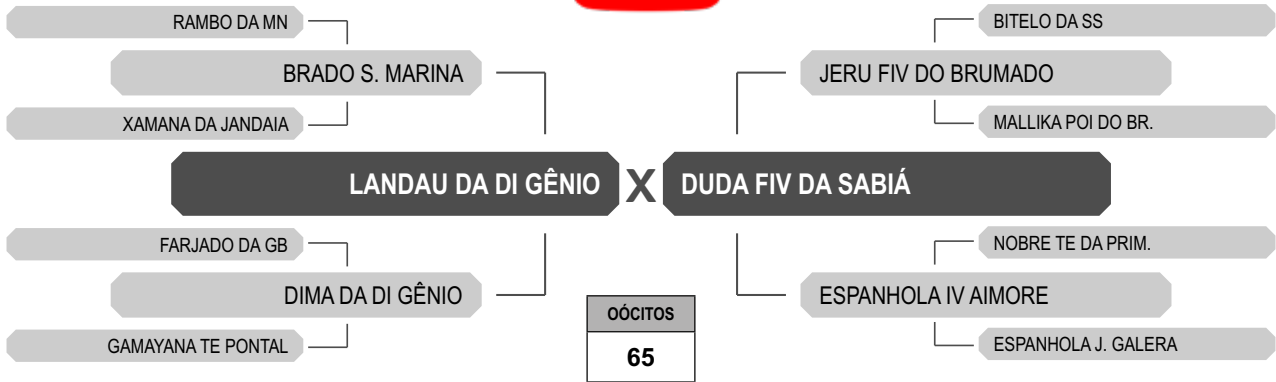 RAMBO DA MN
BRADO S. MARINA
XAMANA DA JANDAIA
BITELO DA SS
JERU FIV DO BRUMADO
MALLIKA POI DO BR.
LANDAU DA DI GÊNIO X DUDA FIV DA SABIÁ
FARJADO DA GB
DIMA DA DI GÊNIO
GAMAYANA TE PONTAL
OÓCITOS
65
NOBRE TE DA PRIM.
ESPANHOLA IV AIMORE
ESPANHOLA J. GALERA